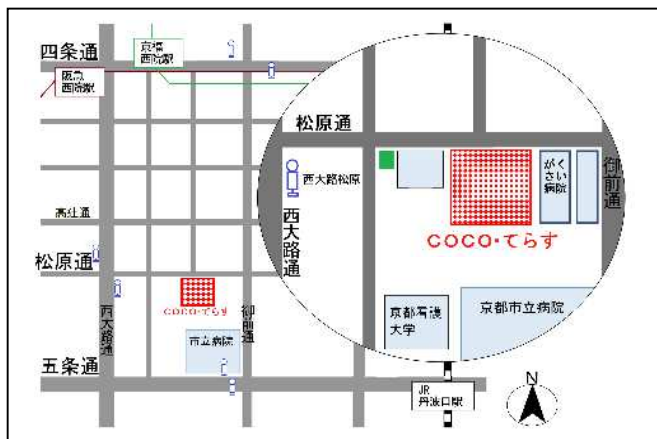 四条通
京福
西院駅
阪急
西院駅
高辻通
松原通
西大路通
COCO・てらす
御前通
市立病院
五条通
松原通
西大路松原
西大路通
がくさい
病院
御前通
COCO・てらす
京都看護
大学
京都市立病院
JR
丹波口駅
N